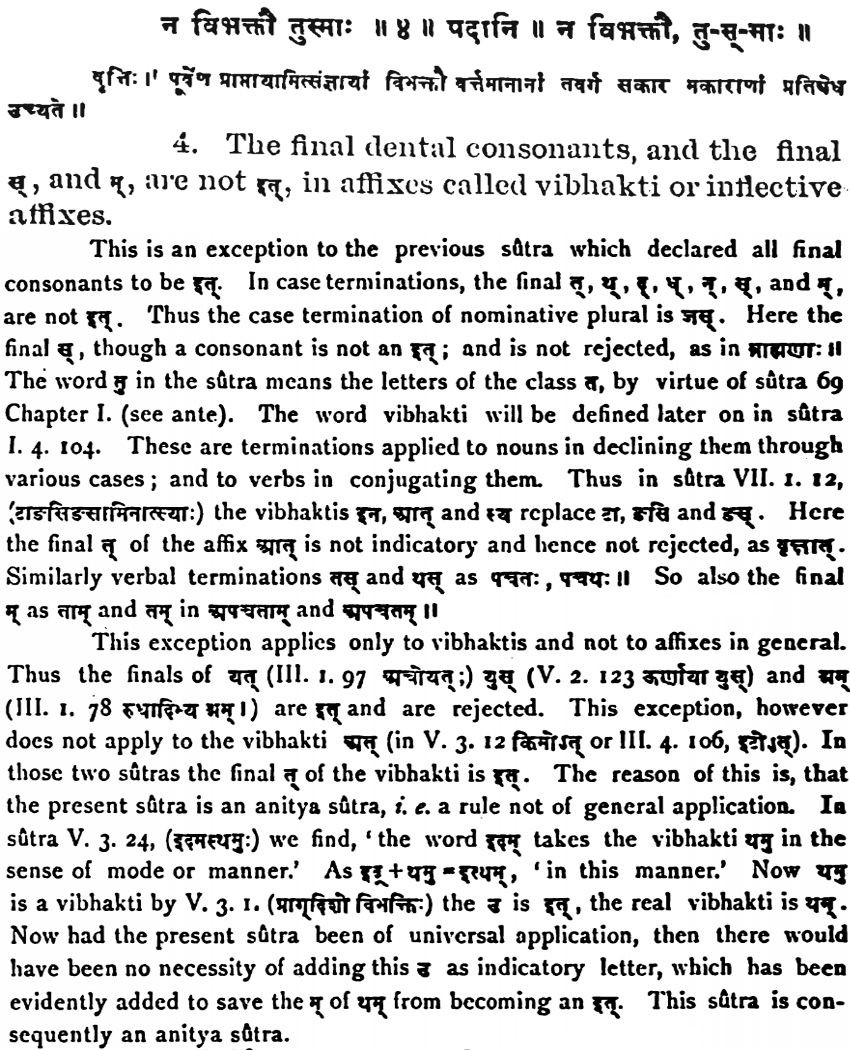 न विभक्तौ तुस्माः ॥ ४ ॥ पदानि ॥ न विभक्तौ, तु-स्-माः ॥
वृत्तिः ।' पूर्वेण प्राप्तायामित्संज्ञायां विभक्तौ वर्त्तमानानां तवर्ग सकार मकाराणां प्रतिषेध
उच्यते ॥
4. The final dental consonants, and the final
स्, and म्, are not इत्, in affixes called vibhakti or inflective
affixes.
This is an exception to the previous sûtra which declared all final
consonants to be इत्. In case terminations, the final त्, थ्, द्, ध्, न्, स्, and म्,
are not इत्. Thus the case termination of nominative plural is जस्. Here the
final स्, though a consonant is not an इत्; and is not rejected, as in ब्राह्मणाः ॥
The word तु in the sûtra means the letters of the class त, by virtue of sûtra 69
Chapter I. (see ante). The word vibhakti will be defined later on in sûtra
I. 4. 104. These are terminations applied to nouns in declining them through
various cases; and to verbs in conjugating them. Thus in sûtra VII. 1. 12,
(टाङसिङसामिनात्स्याः) the vibhaktis इन, आत् and स्य replace टा, ङसि and ङस्. Here
the final त् of the affix आत् is not indicatory and hence not rejected, as वृक्षात्.
Similarly verbal terminations तस् and थस् as पचतः, पचथः ॥ So also the final
म् as ताम् and तम् in अपचताम् and अपचतम् ॥
This exception applies only to vibhaktis and not to affixes in general.
Thus the finals of यत् (III. 1. 97 अचोयत्;) युस् (V. 2. 123 ऊर्णाया युस्) and श्नम्
(III. 1. 78 रुधादिभ्य श्नम् ।) are इत् and are rejected. This exception, however
does not apply to the vibhakti अत् (in V. 3. 12 किमोऽत् or III. 4. 106, इटोऽत्). In
those two sûtras the final त् of the vibhakti is इत्. The reason of this is, that
the present sûtra is an anitya sûtra, i. e. a rule not of general application. In
sûtra V. 3. 24, (इदमस्थमुः) we find, 'the word इदम् takes the vibhakti थमु in the
sense of mode or manner.' As इद्+थमु=इत्थम्, 'in this manner.' Now थमु
is a vibhakti by V. 3. 1. (प्राग्दिशो विभक्तिः) the उ is इत्, the real vibhakti is थम्.
Now had the present sûtra been of universal application, then there would
have been no necessity of adding this उ as indicatory letter, which has been
evidently added to save the म् of थम् from becoming an इत्. This sûtra is con-
sequently an anitya sûtra.